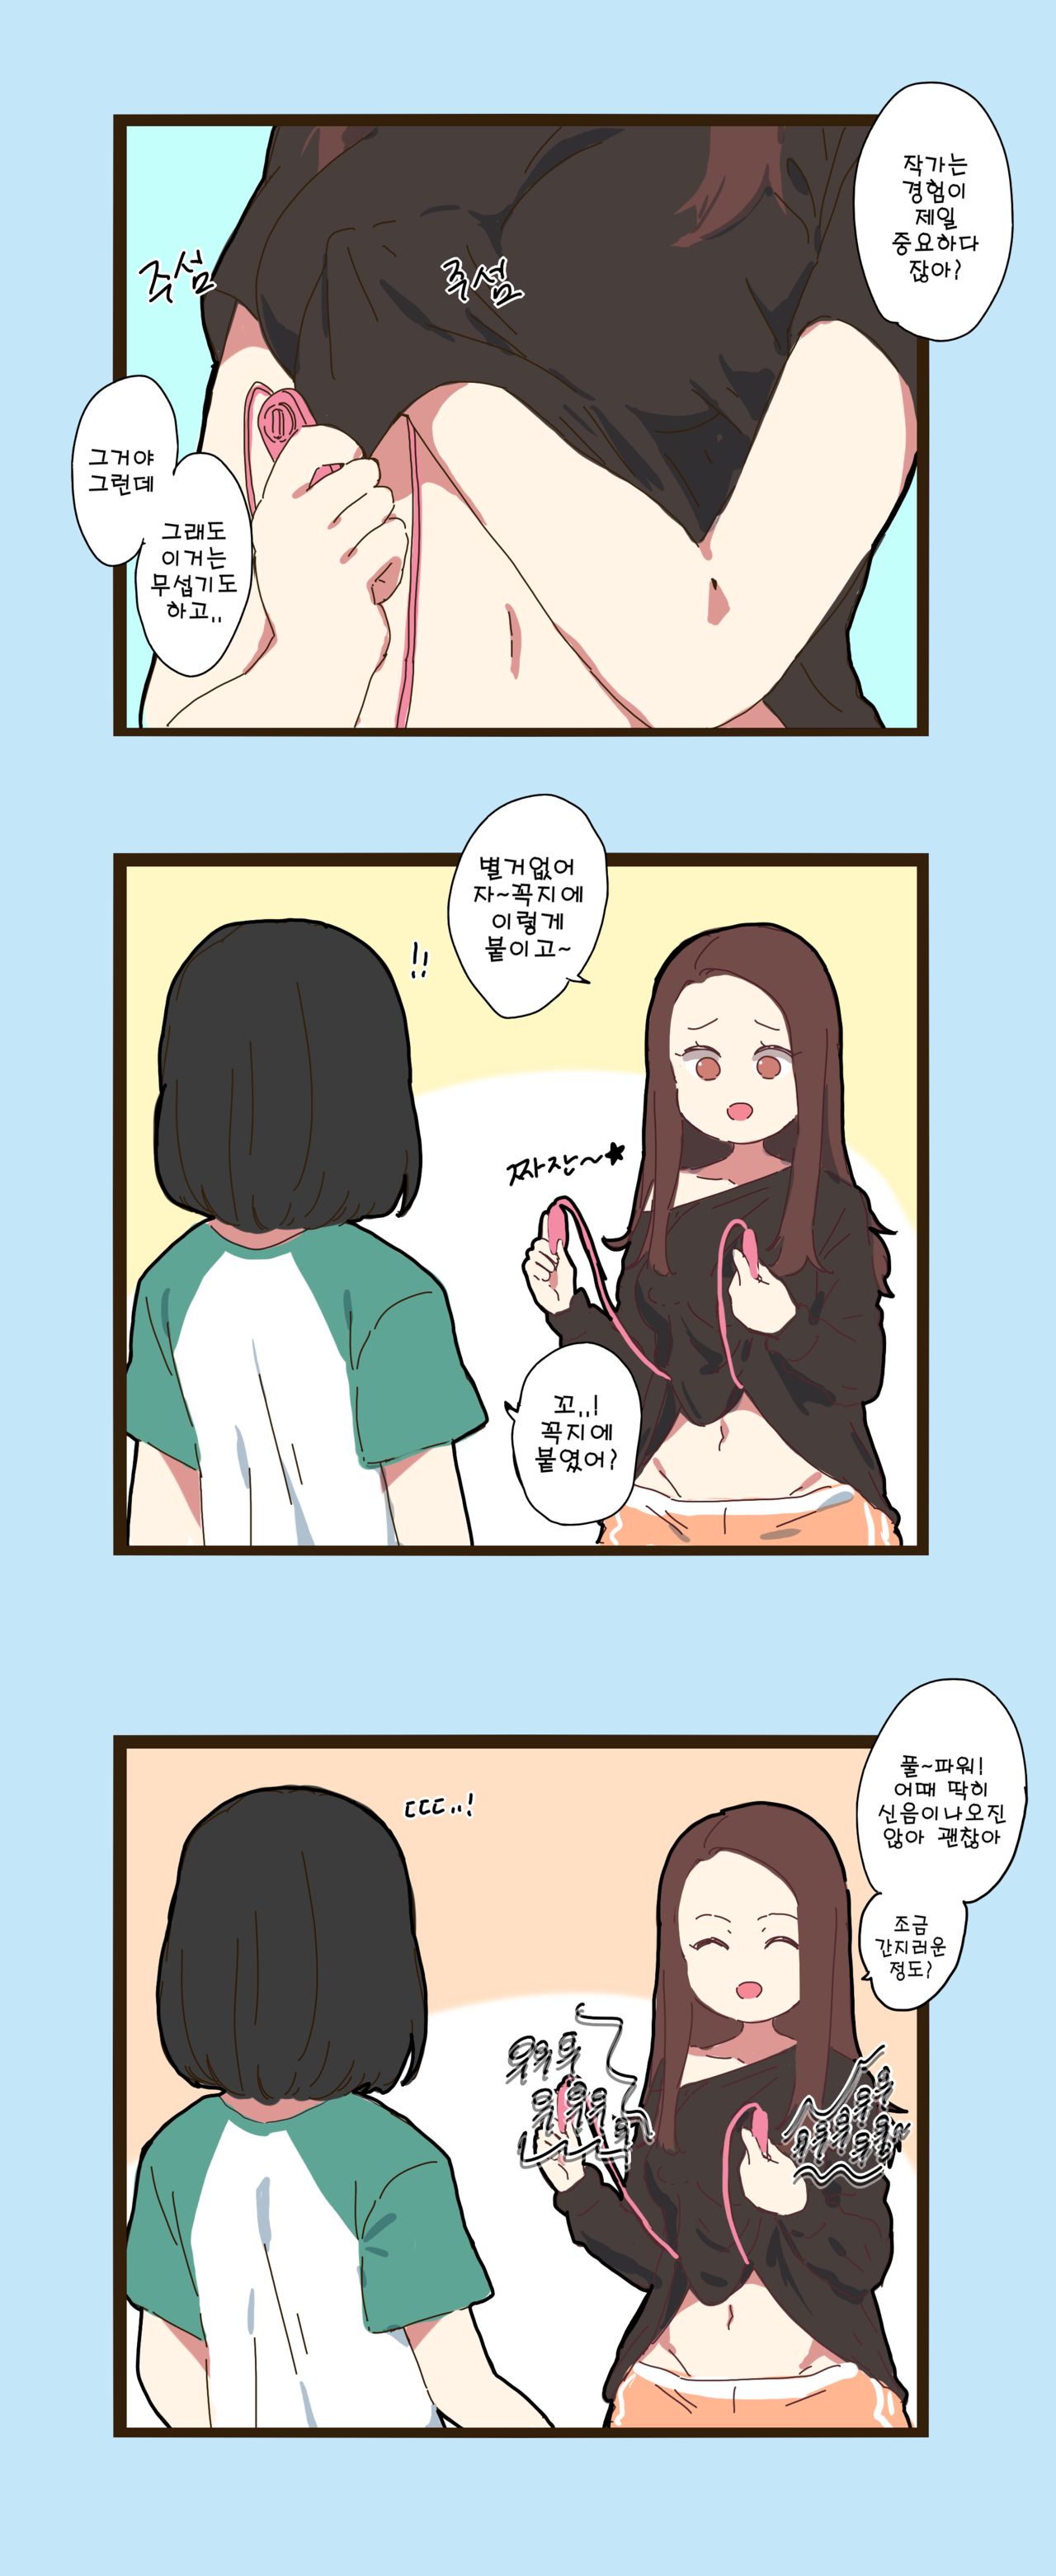 작가는
경험이
제일
중요하다
잖아?
주섬
주섬
그거야
그런데
그래도
이거는
무섭기도
하고..
별거없어
자~꼭지에
이렇게
붙이고~
!!
짜잔~★
꼬..!
꼭지에
붙였어?
풀~파워!
어때 딱히
신음이나오진
않아 괜찮아
조금
간지러운
정도?
ㄷㄷㄷ..!